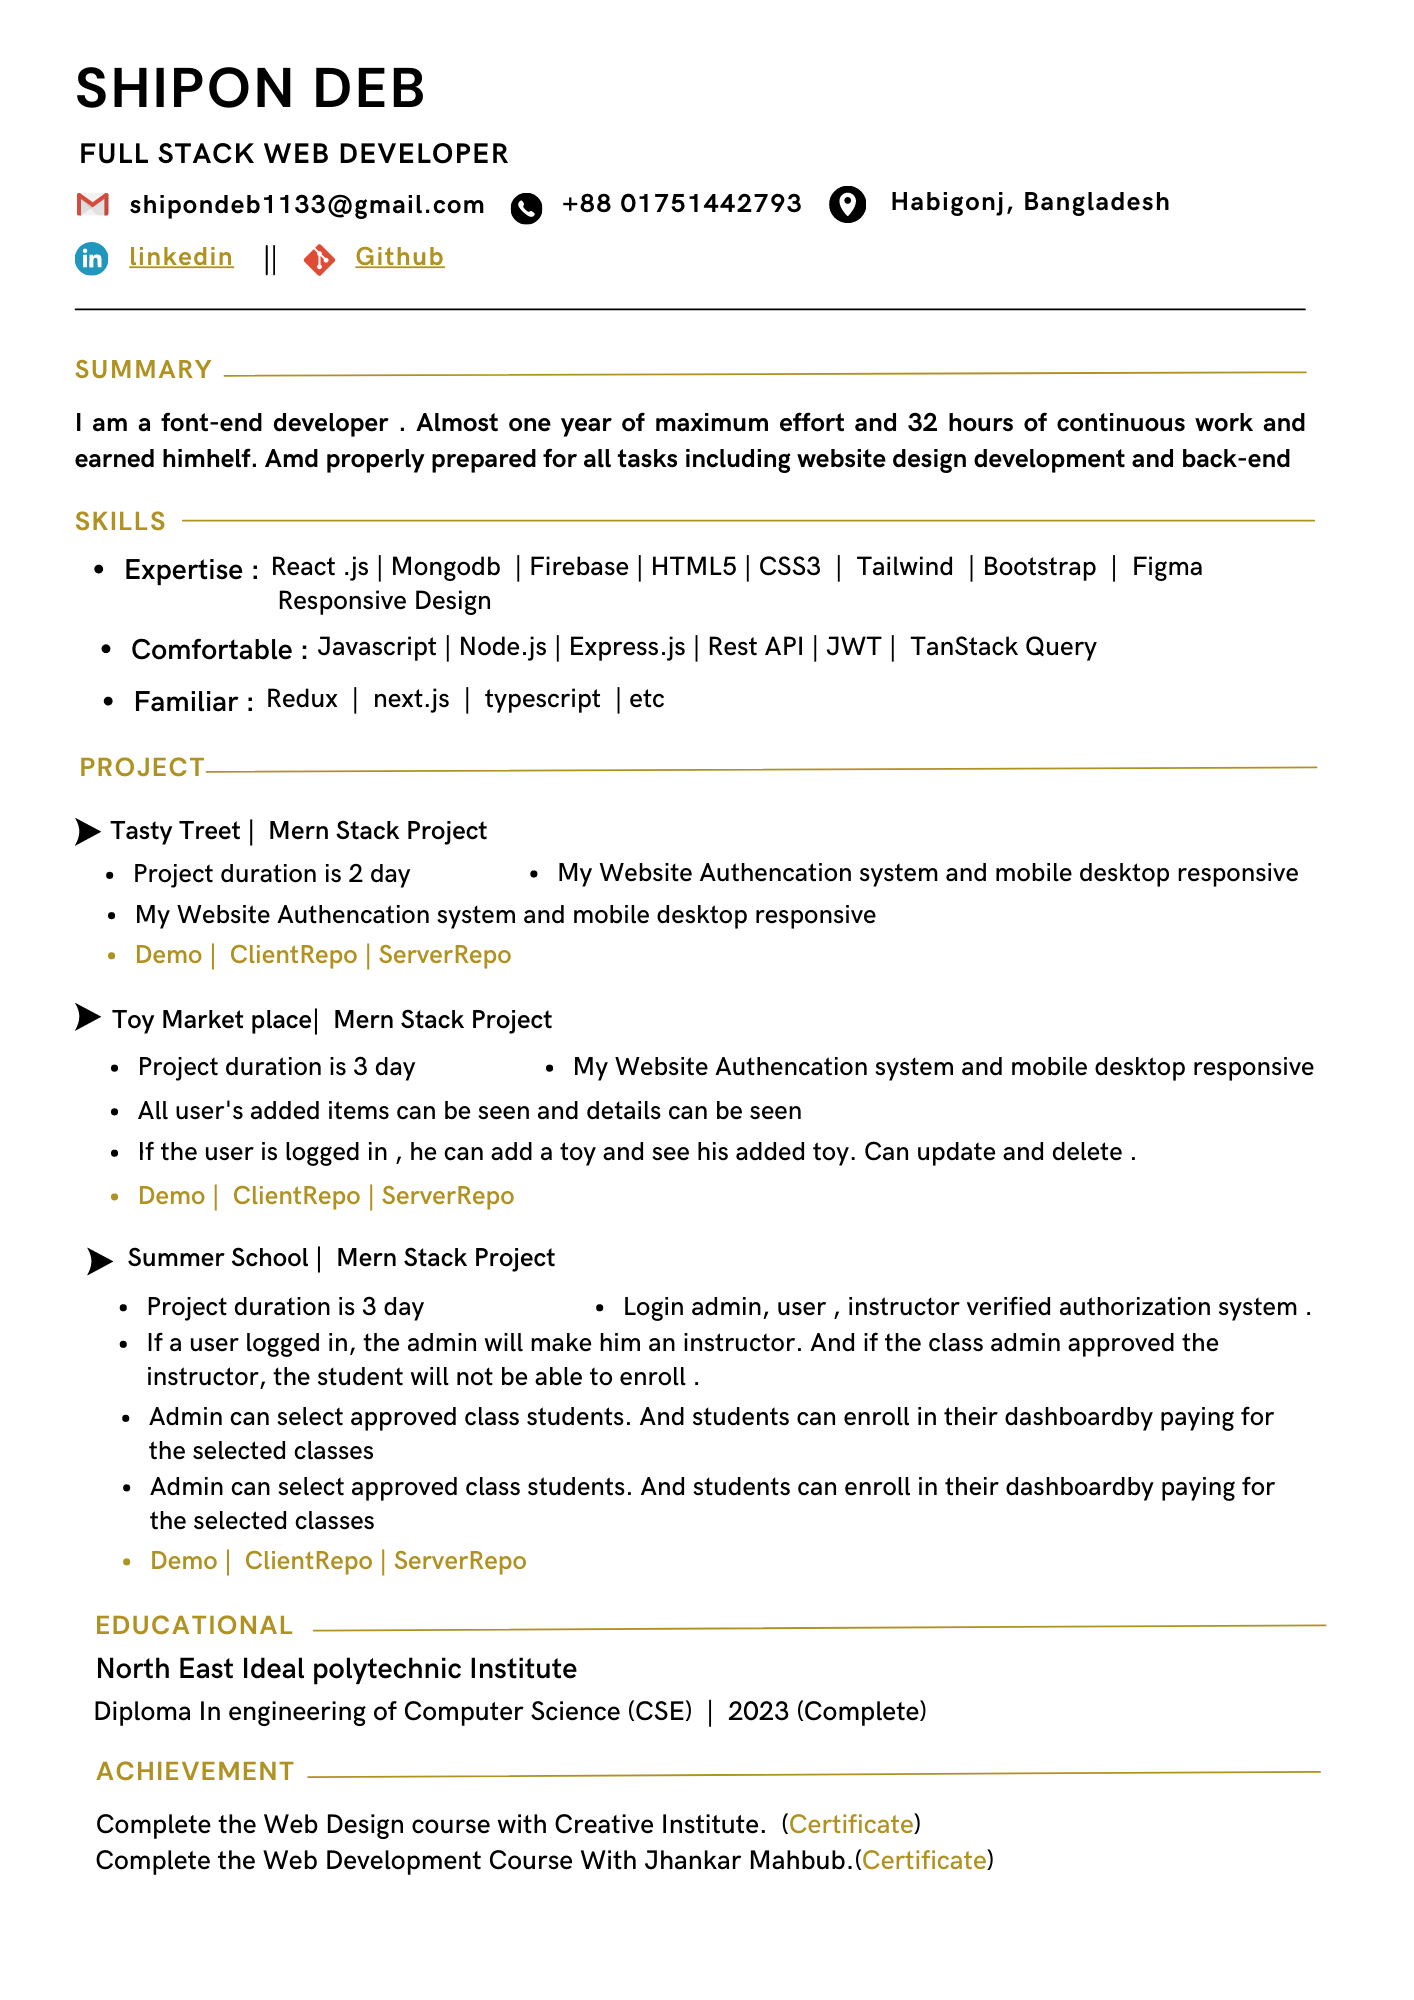 SHIPON DEB
FULL STACK WEB DEVELOPER
shipondeb1133@gmail.com +88 01751442793 Habigonj, Bangladesh
linkedin || Github
SUMMARY
I am a font-end developer . Almost one year of maximum effort and 32 hours of continuous work and
earned himhelf. Amd properly prepared for all tasks including website design development and back-end
SKILLS
• Expertise : React .js | Mongodb | Firebase | HTML5 | CSS3 | Tailwind | Bootstrap | Figma
Responsive Design
• Comfortable : Javascript | Node.js | Express.js | Rest API | JWT | TanStack Query
• Familiar : Redux | next.js | typescript | etc
PROJECT
Tasty Treet | Mern Stack Project
• Project duration is 2 day • My Website Authencation system and mobile desktop responsive
• My Website Authencation system and mobile desktop responsive
• Demo | ClientRepo | ServerRepo
Toy Market place| Mern Stack Project
• Project duration is 3 day • My Website Authencation system and mobile desktop responsive
• All user's added items can be seen and details can be seen
• If the user is logged in , he can add a toy and see his added toy. Can update and delete .
• Demo | ClientRepo | ServerRepo
Summer School | Mern Stack Project
• Project duration is 3 day • Login admin, user , instructor verified authorization system .
• If a user logged in, the admin will make him an instructor. And if the class admin approved the
instructor, the student will not be able to enroll .
• Admin can select approved class students. And students can enroll in their dashboardby paying for
the selected classes
• Admin can select approved class students. And students can enroll in their dashboardby paying for
the selected classes
• Demo | ClientRepo | ServerRepo
EDUCATIONAL
North East Ideal polytechnic Institute
Diploma In engineering of Computer Science (CSE) | 2023 (Complete)
ACHIEVEMENT
Complete the Web Design course with Creative Institute. (Certificate)
Complete the Web Development Course With Jhankar Mahbub.(Certificate)